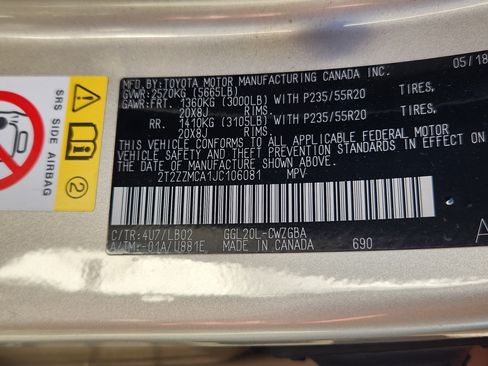 MFD. BY:TOYOTA MOTOR MANUFACTURING CANADA INC. 05/18
GVWR:2570KG (5665LB)
GAWR:FRT. 1360KG (3000LB) WITH P235/55R20 TIRES,
20X8J RIMS
RR. 1410KG (3105LB) WITH P235/55R20 TIRES,
20X8J RIMS
THIS VEHICLE CONFORMS TO ALL APPLICABLE FEDERAL MOTOR
VEHICLE SAFETY AND THEFT PREVENTION STANDARDS IN EFFECT ON
THE DATE OF MANUFACTURE SHOWN ABOVE.
2T2ZZMCA1JC106081 MPV
C/TR:4U7/LB02 GGL20L-CWZGBA
A/TM:-01A/U881E MADE IN CANADA 690
A
SRS SIDE AIRBAG
2